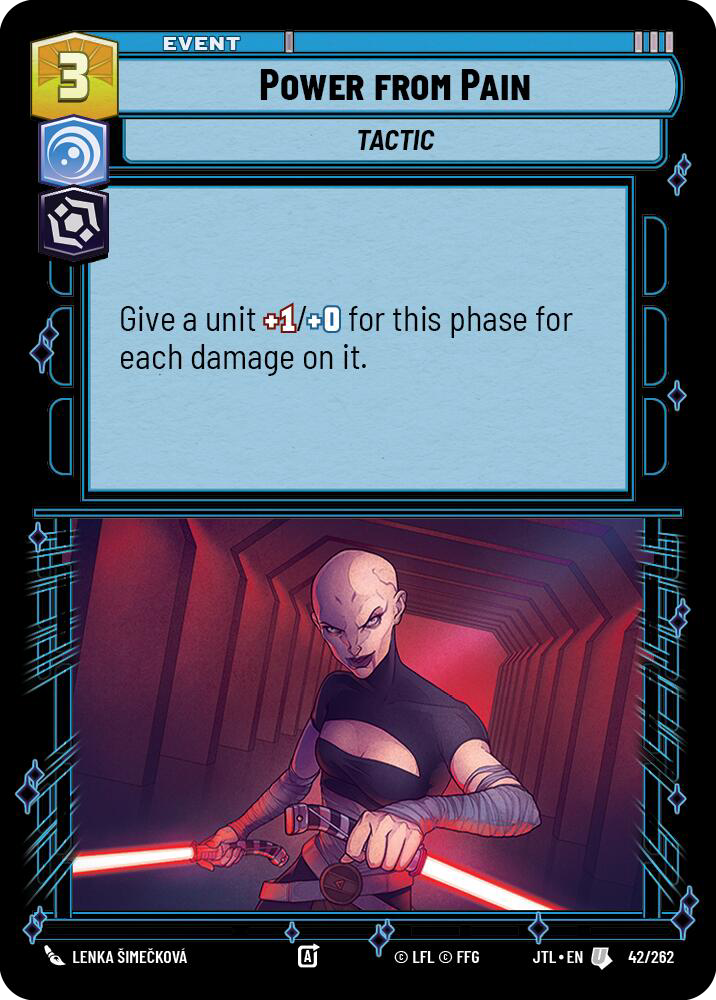 EVENT
3
POWER FROM PAIN
TACTIC
Give a unit +1/+0 for this phase for
each damage on it.
LENKA ŠIMEČKOVÁ
A
© LFL © FFG
JTL • EN
U
42/262